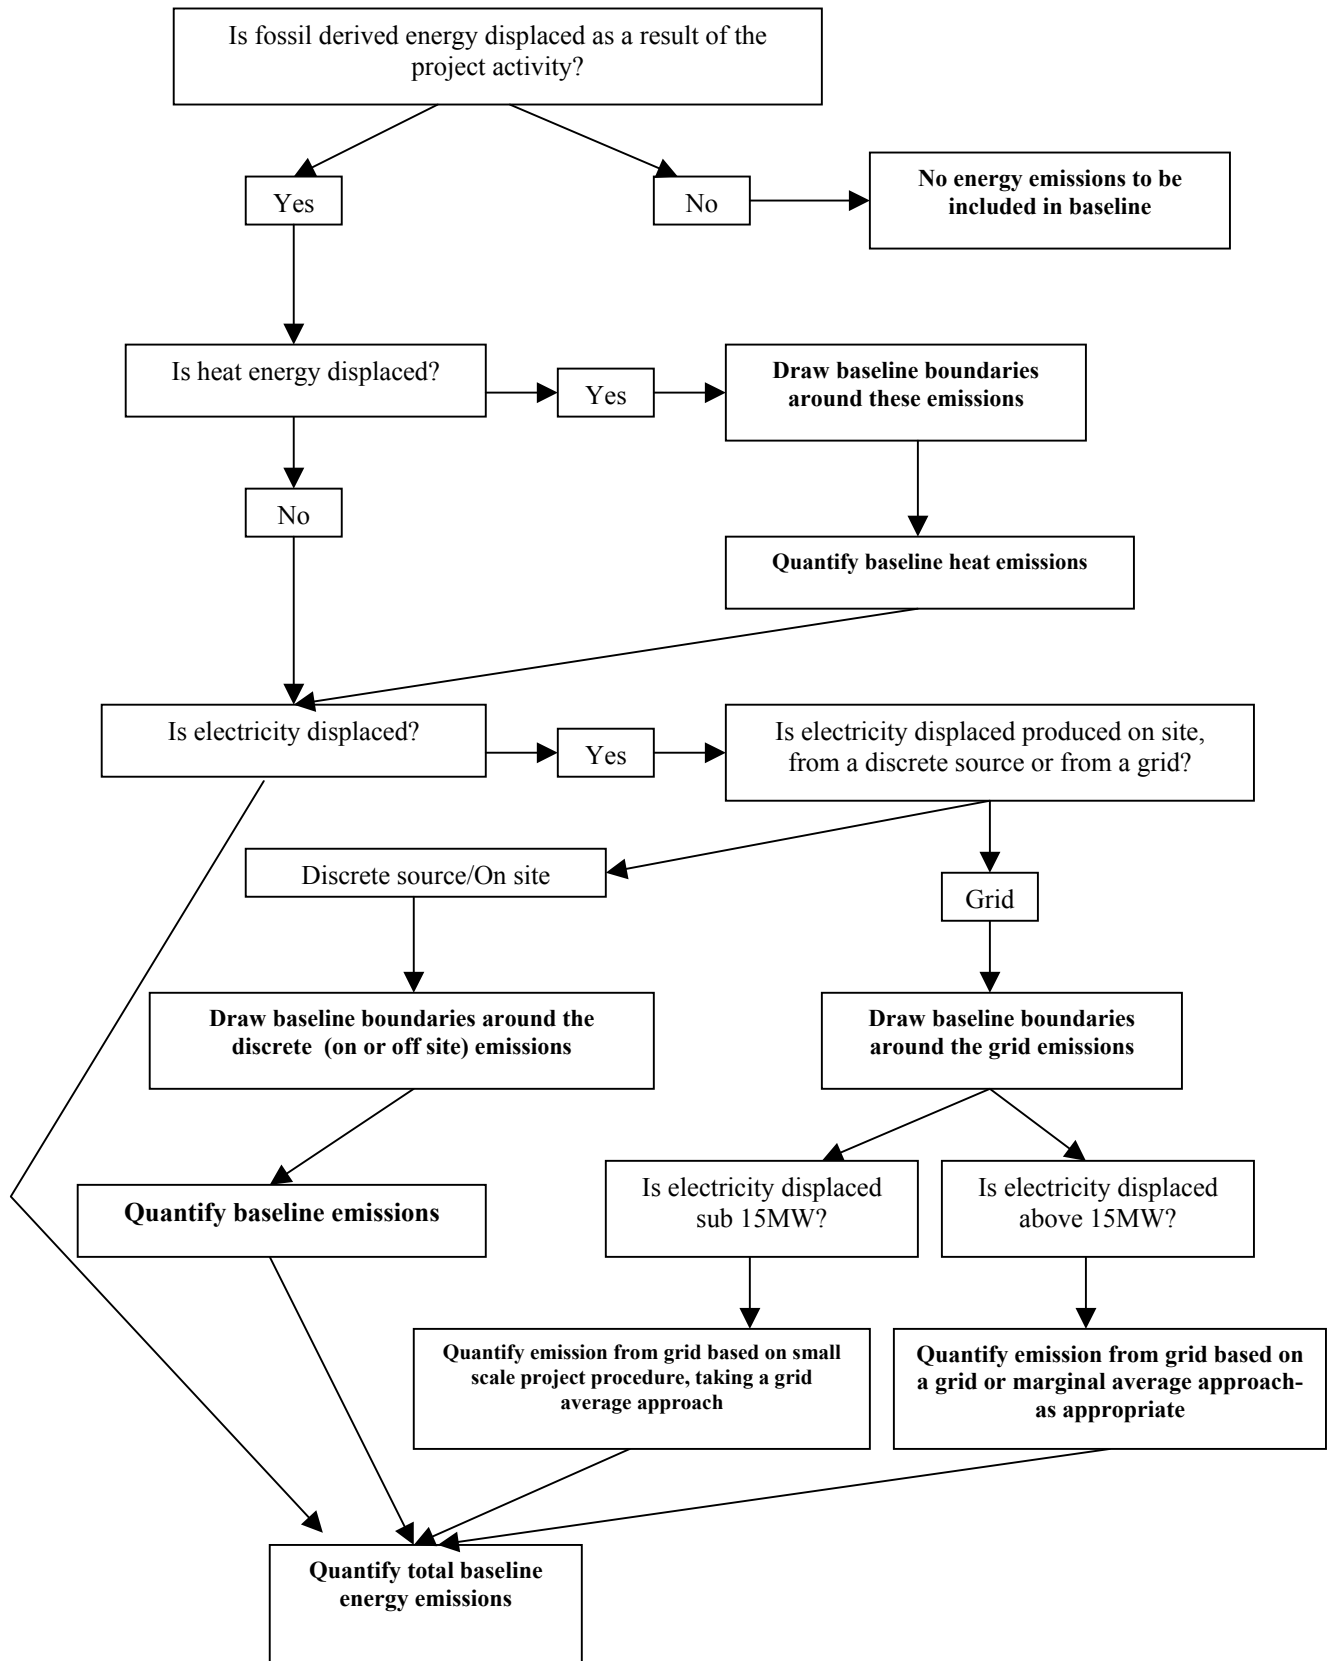 Is fossil derived energy displaced as a result of the
project activity?
Yes
No
No energy emissions to be
included in baseline
Is heat energy displaced?
Yes
Draw baseline boundaries
around these emissions
No
Quantify baseline heat emissions
Is electricity displaced?
Yes
Is electricity displaced produced on site,
from a discrete source or from a grid?
Discrete source/On site
Grid
Draw baseline boundaries around the
discrete (on or off site) emissions
Draw baseline boundaries
around the grid emissions
Quantify baseline emissions
Is electricity displaced
sub 15MW?
Is electricity displaced
above 15MW?
Quantify emission from grid based on small
scale project procedure, taking a grid
average approach
Quantify emission from grid based on
a grid or marginal average approach-
as appropriate
Quantify total baseline
energy emissions